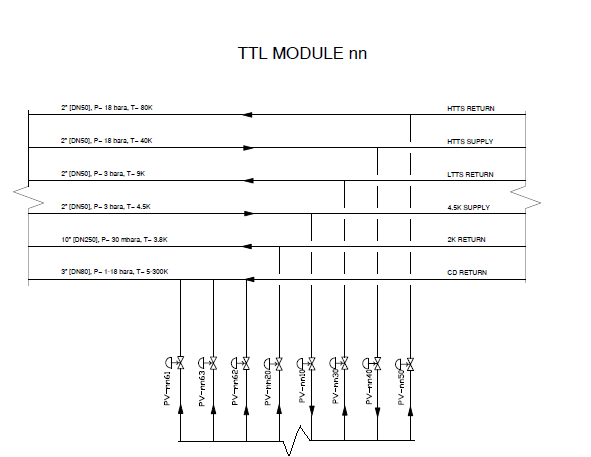 TTL MODULE nn
2" [DN50], P= 18 bara, T= 80K
HTTS RETURN
2" [DN50], P= 18 bara, T= 40K
HTTS SUPPLY
2" [DN50], P= 3 bara, T= 9K
LTTS RETURN
2" [DN50], P= 3 bara, T= 4.5K
4.5K SUPPLY
10" [DN250], P= 30 mbara, T= 3.8K
2K RETURN
3" [DN80], P= 1-18 bara, T= 5-300K
CD RETURN
PV-nn61
PV-nn63
PV-nn62
PV-nn20
PV-nn10
PV-nn30
PV-nn40
PV-nn50